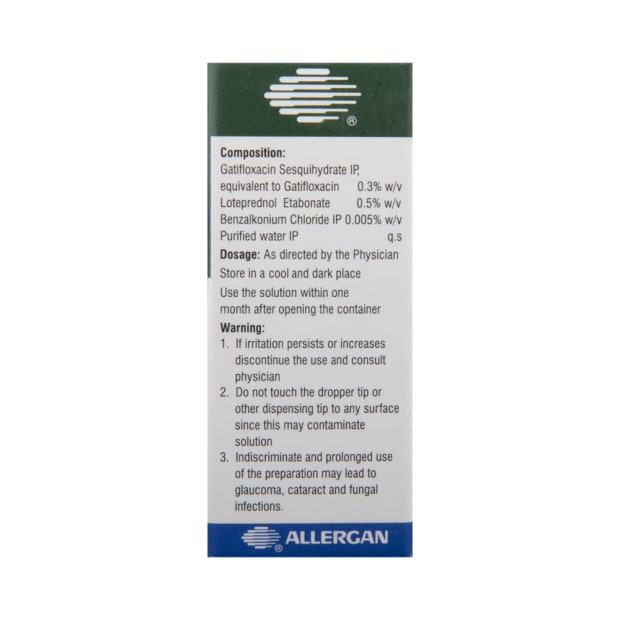 ®
Composition:
Gatifloxacin Sesquihydrate IP,
equivalent to Gatifloxacin 0.3% w/v
Loteprednol Etabonate 0.5% w/v
Benzalkonium Chloride IP 0.005% w/v
Purified water IP q.s
Dosage: As directed by the Physician
Store in a cool and dark place
Use the solution within one
month after opening the container
Warning:
1. If irritation persists or increases
discontinue the use and consult
physician
2. Do not touch the dropper tip or
other dispensing tip to any surface
since this may contaminate
solution
3. Indiscriminate and prolonged use
of the preparation may lead to
glaucoma, cataract and fungal
infections.
® ALLERGAN